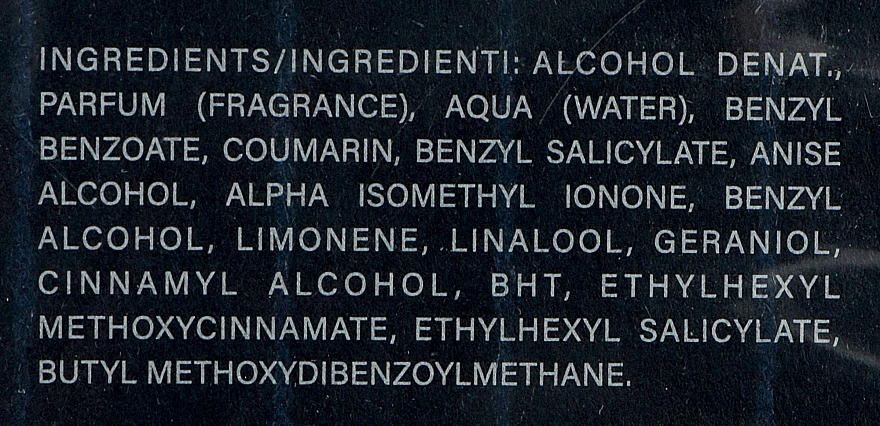 INGREDIENTS/INGREDIENTI: ALCOHOL DENAT.,
PARFUM (FRAGRANCE), AQUA (WATER), BENZYL
BENZOATE, COUMARIN, BENZYL SALICYLATE, ANISE
ALCOHOL, ALPHA ISOMETHYL IONONE, BENZYL
ALCOHOL, LIMONENE, LINALOOL, GERANIOL,
CINNAMYL ALCOHOL, BHT, ETHYLHEXYL
METHOXYCINNAMATE, ETHYLHEXYL SALICYLATE,
BUTYL METHOXYDIBENZOYLMETHANE.